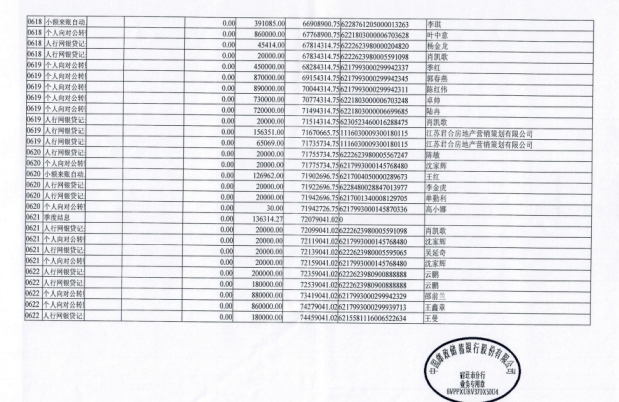 0618 小额来账自动 0.00 391085.00 66908900.75 6228761205000013263 李琪
0618 个人向对公转 0.00 860000.00 67768900.75 6221803000006703628 叶中意
0618 人行网银贷记 0.00 45414.00 67814314.75 6222623980000204820 杨金龙
0618 人行网银贷记 0.00 20000.00 67834314.75 6222623980005591098 肖凯歌
0619 个人向对公转 0.00 450000.00 68284314.75 6217993000299942337 李红
0619 个人向对公转 0.00 870000.00 69154314.75 6217993000299942345 郭春燕
0619 个人向对公转 0.00 890000.00 70044314.75 6217993000299942311 陈红伟
0619 个人向对公转 0.00 730000.00 70774314.75 6221803000006703248 卓帅
0619 个人向对公转 0.00 720000.00 71494314.75 6221803000006699685 陆冉
0619 人行网银贷记 0.00 20000.00 71514314.75 6230523460016288475 肖凯歌
0619 人行网银贷记 0.00 156351.00 71670665.75 1116030009300180115 江苏君合房地产营销策划有限公司
0619 人行网银贷记 0.00 65069.00 71735734.75 1116030009300180115 江苏君合房地产营销策划有限公司
0620 人行网银贷记 0.00 20000.00 71755734.75 6222623980005567247 陈敏
0620 个人向对公转 0.00 20000.00 71775734.75 6217993000145768480 沈家辉
0620 小额来账自动 0.00 126962.00 71902696.75 6217004050000289673 王红
0620 人行网银贷记 0.00 20000.00 71922696.75 6228480028847013977 李金虎
0620 人行网银贷记 0.00 20000.00 71942696.75 6217001340008129705 单勤利
0620 个人向对公转 0.00 30.00 71942726.75 6217993000145870336 高小娜
0621 季度结息 0.00 136314.27 72079041.02 0
0621 人行网银贷记 0.00 20000.00 72099041.02 6222623980005591098 肖凯歌
0621 个人向对公转 0.00 20000.00 72119041.02 6217993000145768480 沈家辉
0621 人行网银贷记 0.00 20000.00 72139041.02 6222623980005595065 吴延奇
0621 个人向对公转 0.00 20000.00 72159041.02 6217993000145768480 沈家辉
0622 人行网银贷记 0.00 200000.00 72359041.02 6222623980900888888 云鹏
0622 人行网银贷记 0.00 180000.00 72539041.02 6222623980900888888 云鹏
0622 个人向对公转 0.00 880000.00 73419041.02 6217993000299942329 邵前兰
0622 个人向对公转 0.00 860000.00 74279041.02 6217993000299939713 王鑫章
0622 人行网银贷记 0.00 180000.00 74459041.02 6215581116006522634 王曼
中国邮政储蓄银行股份有限公司
宿迁市分行
业务专用章